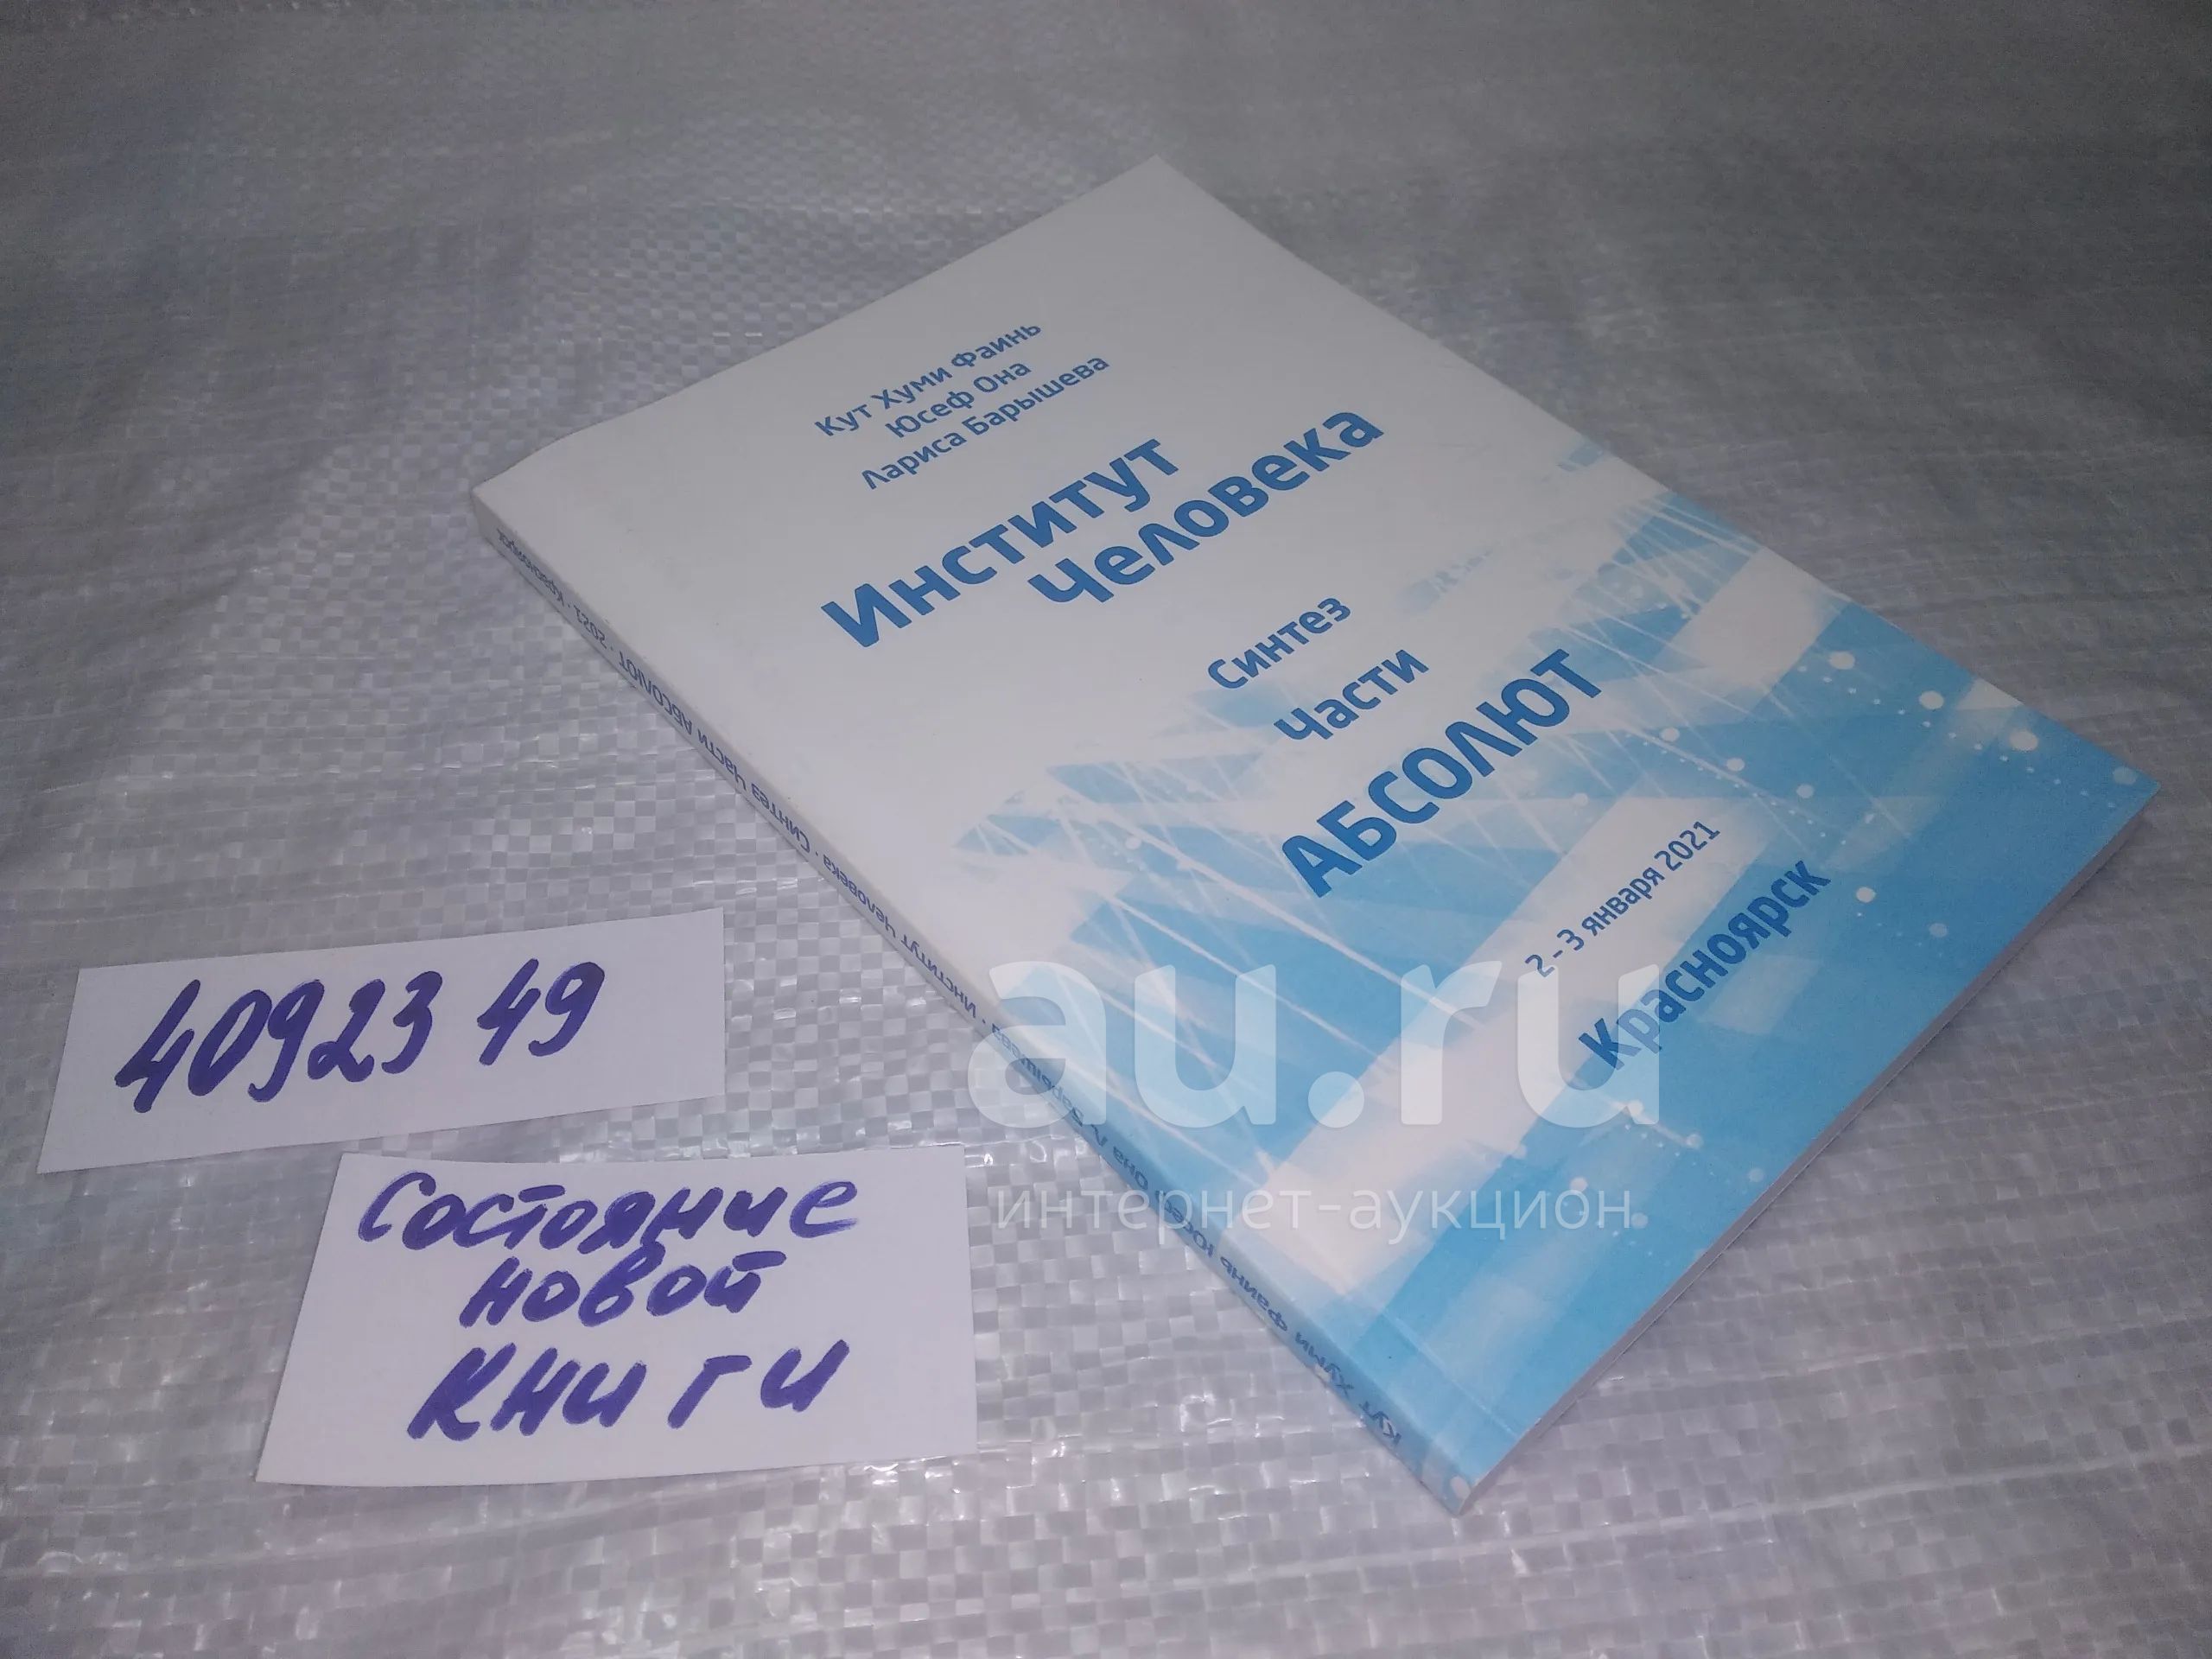 Кут Хуми Фаинь
Юсеф Она
Лариса Барышева
Институт
Человека
Синтез
Части
АБСОЛЮТ
2 - 3 января 2021
Красноярск
Кут Хуми Фаинь Юсеф Она Л Барышева · Институт Человека · Синтез Части АБСОЛЮТ · 2021 · Красноярск
4092349
Состояние
новой
книги
au.ru
интернет-аукцион